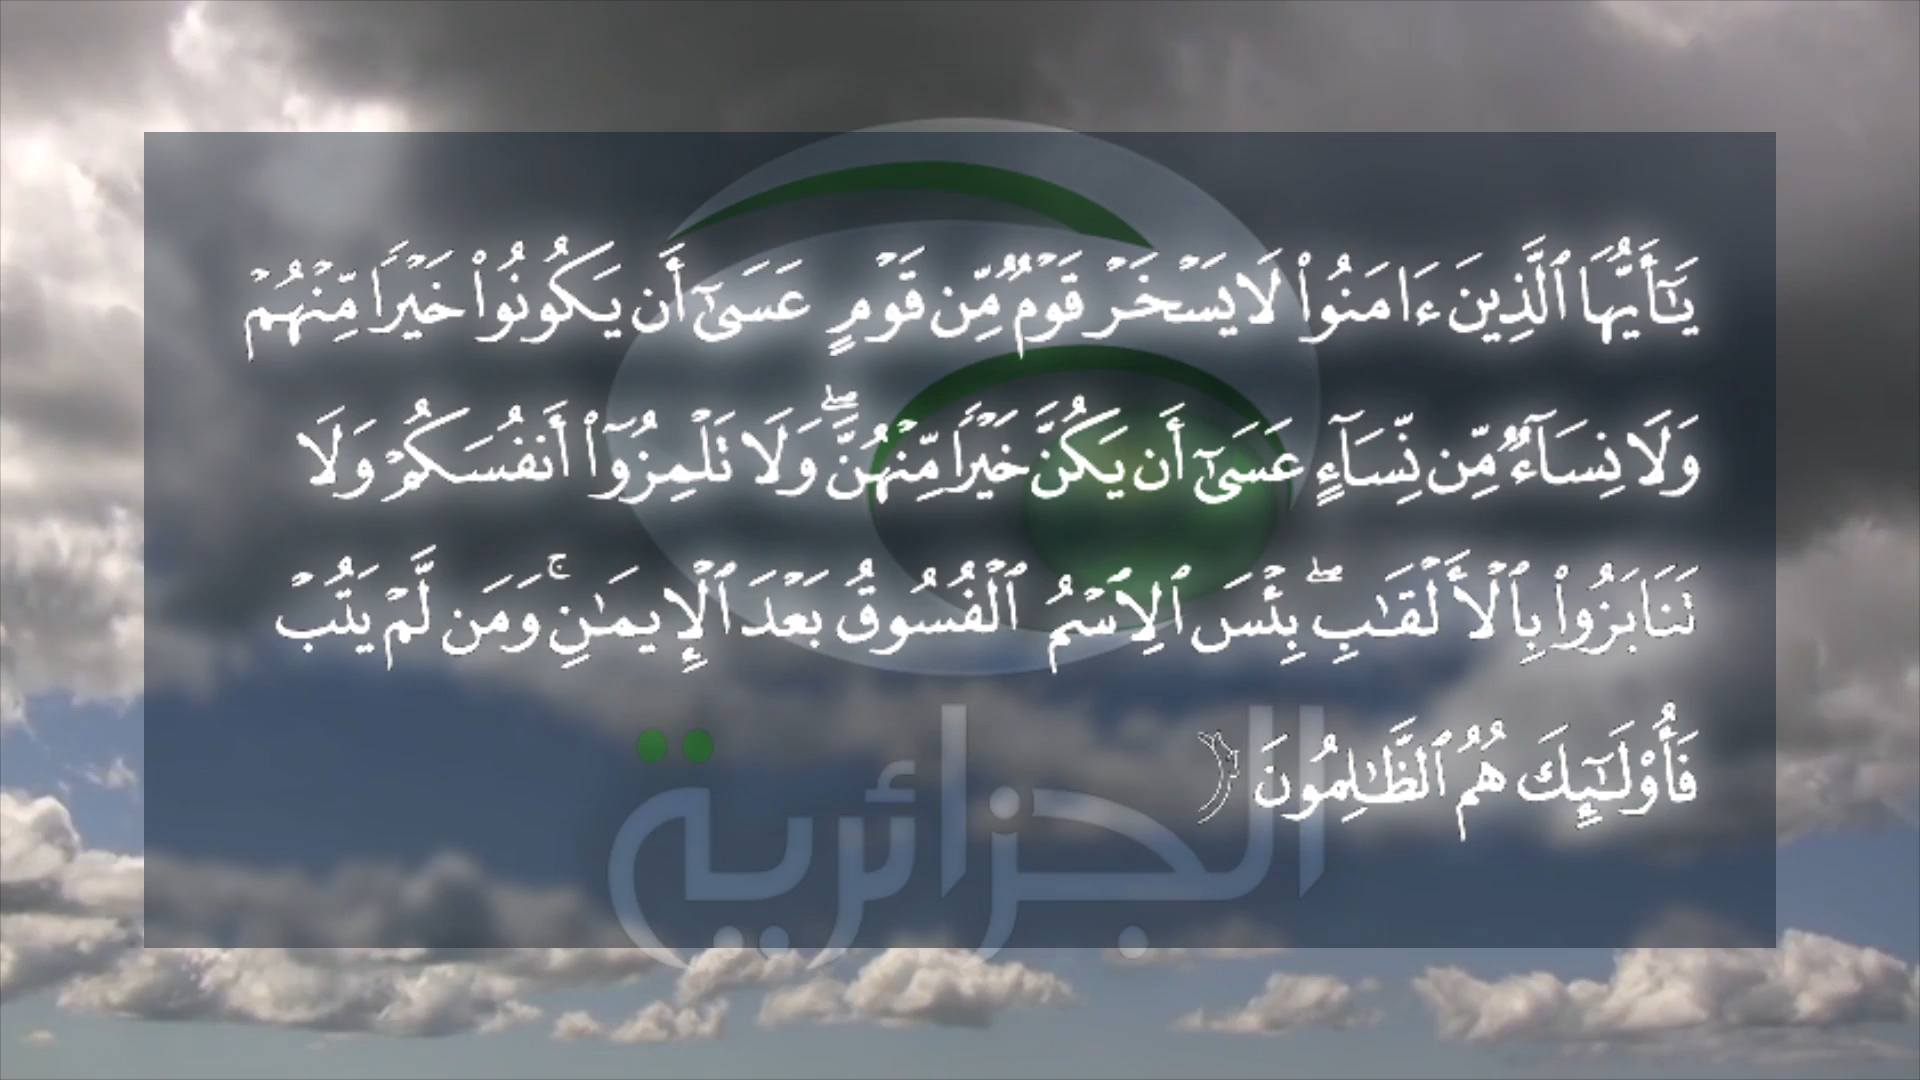 يَـٰٓأَيُّهَا ٱلَّذِينَ ءَامَنُوا۟ لَا يَسْخَرْ قَوْمٌ مِّن قَوْمٍ عَسَىٰٓ أَن يَكُونُوا۟ خَيْرًا مِّنْهُمْ
وَلَا نِسَآءٌ مِّن نِّسَآءٍ عَسَىٰٓ أَن يَكُنَّ خَيْرًا مِّنْهُنَّ ۖ وَلَا تَلْمِزُوٓا۟ أَنفُسَكُمْ وَلَا
تَنَابَزُوا۟ بِٱلْأَلْقَـٰبِ ۖ بِئْسَ ٱلِٱسْمُ ٱلْفُسُوقُ بَعْدَ ٱلْإِيمَـٰنِ ۚ وَمَن لَّمْ يَتُبْ
فَأُو۟لَـٰٓئِكَ هُمُ ٱلظَّـٰلِمُونَ
الجزائرية